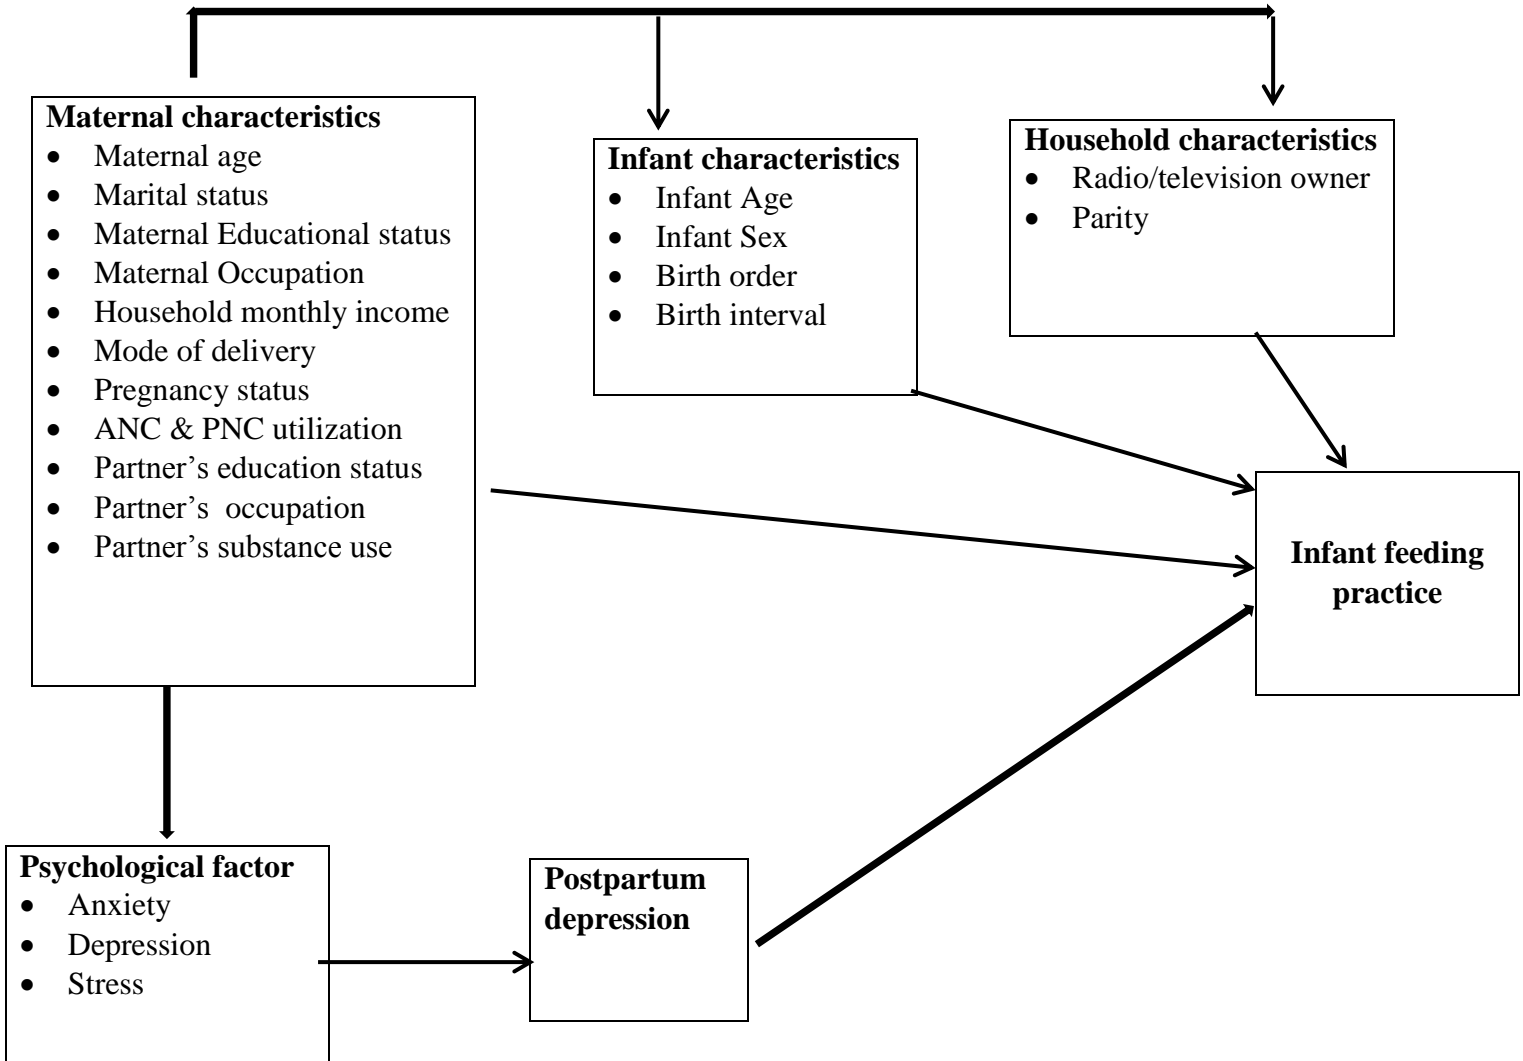 Maternal characteristics
• Maternal age
• Marital status
• Maternal Educational status
• Maternal Occupation
• Household monthly income
• Mode of delivery
• Pregnancy status
• ANC & PNC utilization
• Partner’s education status
• Partner’s  occupation
• Partner’s substance use
Infant characteristics
• Infant Age
• Infant Sex
• Birth order
• Birth interval
Household characteristics
• Radio/television owner
• Parity
Infant feeding
practice
Psychological factor
• Anxiety
• Depression
• Stress
Postpartum
depression